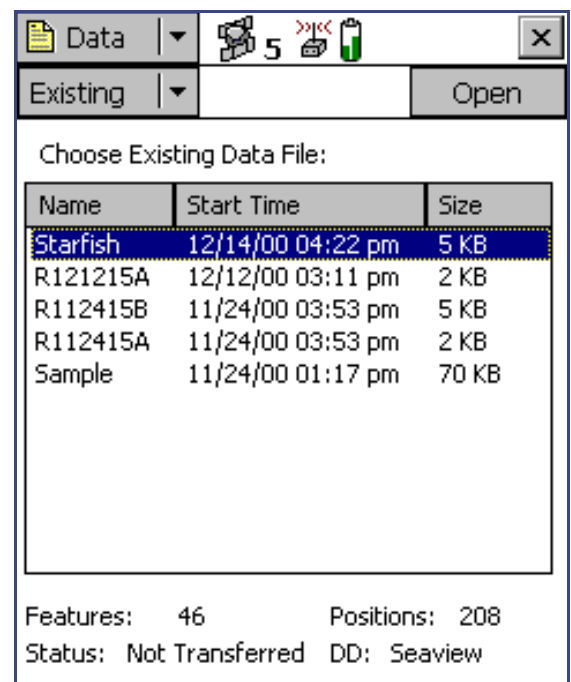 Data 5
Existing Open
Choose Existing Data File:
Name Start Time Size
Starfish 12/14/00 04:22 pm 5 KB
R121215A 12/12/00 03:11 pm 2 KB
R112415B 11/24/00 03:53 pm 5 KB
R112415A 11/24/00 03:53 pm 2 KB
Sample 11/24/00 01:17 pm 70 KB
Features: 46 Positions: 208
Status: Not Transferred DD: Seaview